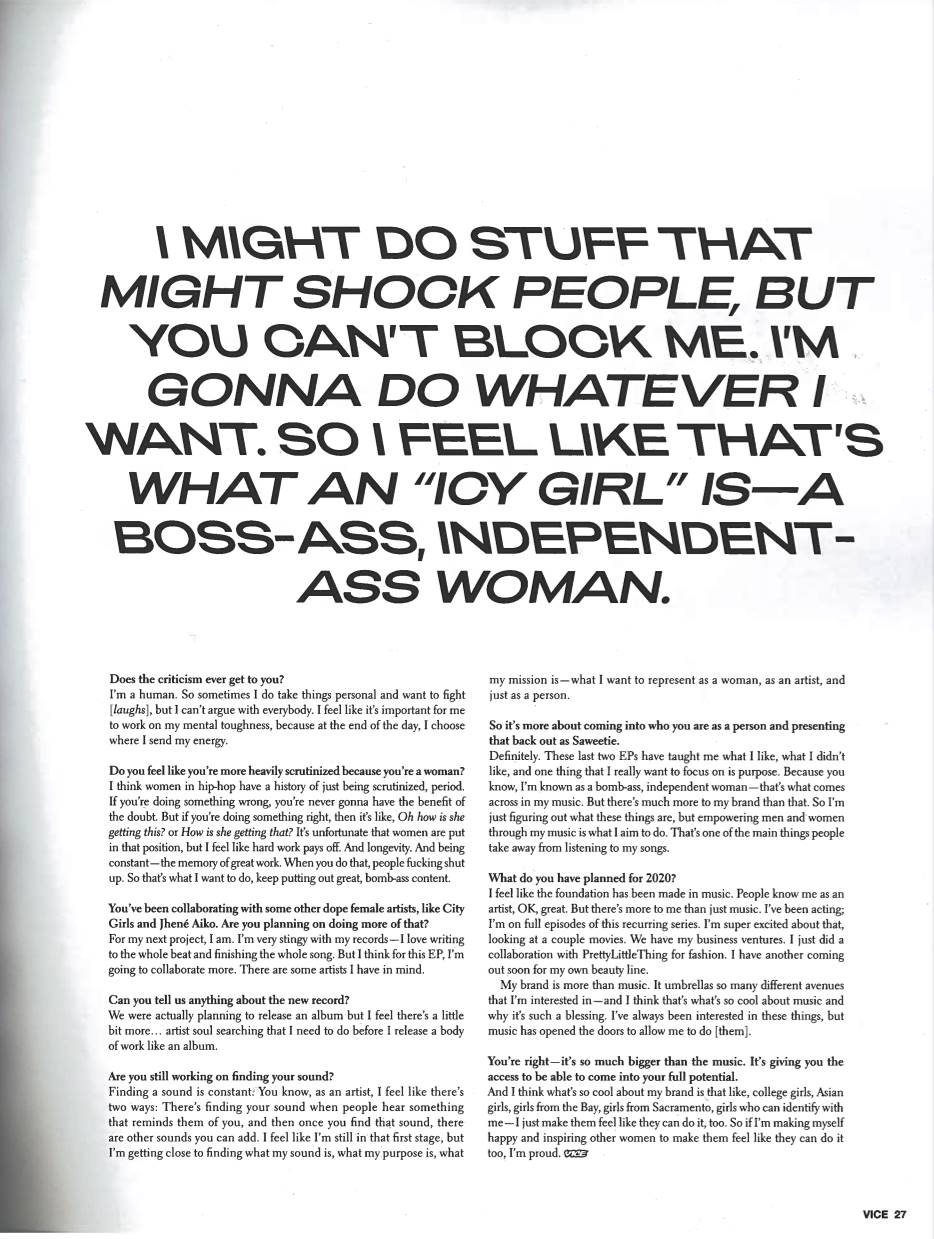 I MIGHT DO STUFF THAT
MIGHT SHOCK PEOPLE, BUT
YOU CAN'T BLOCK ME. I'M
GONNA DO WHATEVER I
WANT. SO I FEEL LIKE THAT'S
WHAT AN “ICY GIRL” IS—A
BOSS-ASS, INDEPENDENT-
ASS WOMAN.
Does the criticism ever get to you?
I'm a human. So sometimes I do take things personal and want to fight
[laughs], but I can't argue with everybody. I feel like it's important for me
to work on my mental toughness, because at the end of the day, I choose
where I send my energy.
Do you feel like you're more heavily scrutinized because you're a woman?
I think women in hip-hop have a history of just being scrutinized, period.
If you're doing something wrong, you're never gonna have the benefit of
the doubt. But if you're doing something right, then it's like, Oh how is she
getting this? or How is she getting that? It's unfortunate that women are put
in that position, but I feel like hard work pays off. And longevity. And being
constant—the memory of great work. When you do that, people fucking shut
up. So that's what I want to do, keep putting out great, bomb-ass content.
You've been collaborating with some other dope female artists, like City
Girls and Jhené Aiko. Are you planning on doing more of that?
For my next project, I am. I'm very stingy with my records—I love writing
to the whole beat and finishing the whole song. But I think for this EP, I'm
going to collaborate more. There are some artists I have in mind.
Can you tell us anything about the new record?
We were actually planning to release an album but I feel there's a little
bit more… artist soul searching that I need to do before I release a body
of work like an album.
Are you still working on finding your sound?
Finding a sound is constant. You know, as an artist, I feel like there's
two ways: There's finding your sound when people hear something
that reminds them of you, and then once you find that sound, there
are other sounds you can add. I feel like I'm still in that first stage, but
I'm getting close to finding what my sound is, what my purpose is, what
my mission is—what I want to represent as a woman, as an artist, and
just as a person.
So it's more about coming into who you are as a person and presenting
that back out as Saweetie.
Definitely. These last two EPs have taught me what I like, what I didn't
like, and one thing that I really want to focus on is purpose. Because you
know, I'm known as a bomb-ass, independent woman—that's what comes
across in my music. But there's much more to my brand than that. So I'm
just figuring out what these things are, but empowering men and women
through my music is what I aim to do. That's one of the main things people
take away from listening to my songs.
What do you have planned for 2020?
I feel like the foundation has been made in music. People know me as an
artist, OK, great. But there's more to me than just music. I've been acting;
I'm on full episodes of this recurring series. I'm super excited about that,
looking at a couple movies. We have my business ventures. I just did a
collaboration with PrettyLittleThing for fashion. I have another coming
out soon for my own beauty line.
My brand is more than music. It umbrellas so many different avenues
that I'm interested in—and I think that's what's so cool about music and
why it's such a blessing. I've always been interested in these things, but
music has opened the doors to allow me to do [them].
You're right—it's so much bigger than the music. It's giving you the
access to be able to come into your full potential.
And I think what's so cool about my brand is that like, college girls, Asian
girls, girls from the Bay, girls from Sacramento, girls who can identify with
me—I just make them feel like they can do it, too. So if I'm making myself
happy and inspiring other women to make them feel like they can do it
too, I'm proud. VICE
VICE 27